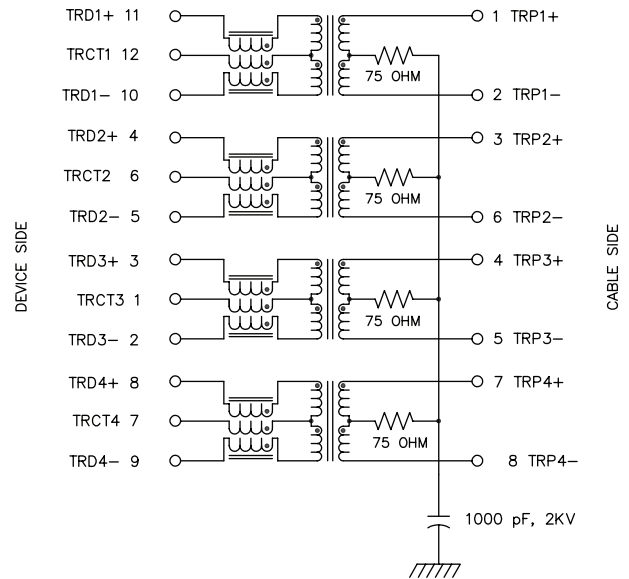 TRD1+ 11
1 TRP1+
TRCT1 12
75 OHM
TRD1- 10
2 TRP1-
TRD2+ 4
3 TRP2+
TRCT2 6
75 OHM
TRD2- 5
6 TRP2-
DEVICE SIDE
CABLE SIDE
TRD3+ 3
4 TRP3+
TRCT3 1
75 OHM
TRD3- 2
5 TRP3-
TRD4+ 8
7 TRP4+
TRCT4 7
75 OHM
TRD4- 9
8 TRP4-
1000 pF, 2KV